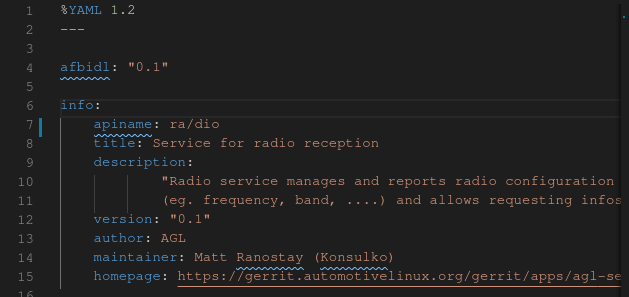 1 %YAML 1.2
2 ---
3
4 afbidl: "0.1"
5
6 info:
7 apiname: ra/dio
8 title: Service for radio reception
9 description:
10 "Radio service manages and reports radio configuration
11 (eg. frequency, band, ....) and allows requesting infos
12 version: "0.1"
13 author: AGL
14 maintainer: Matt Ranostay (Konsulko)
15 homepage: https://gerrit.automotivelinux.org/gerrit/apps/agl-se
16